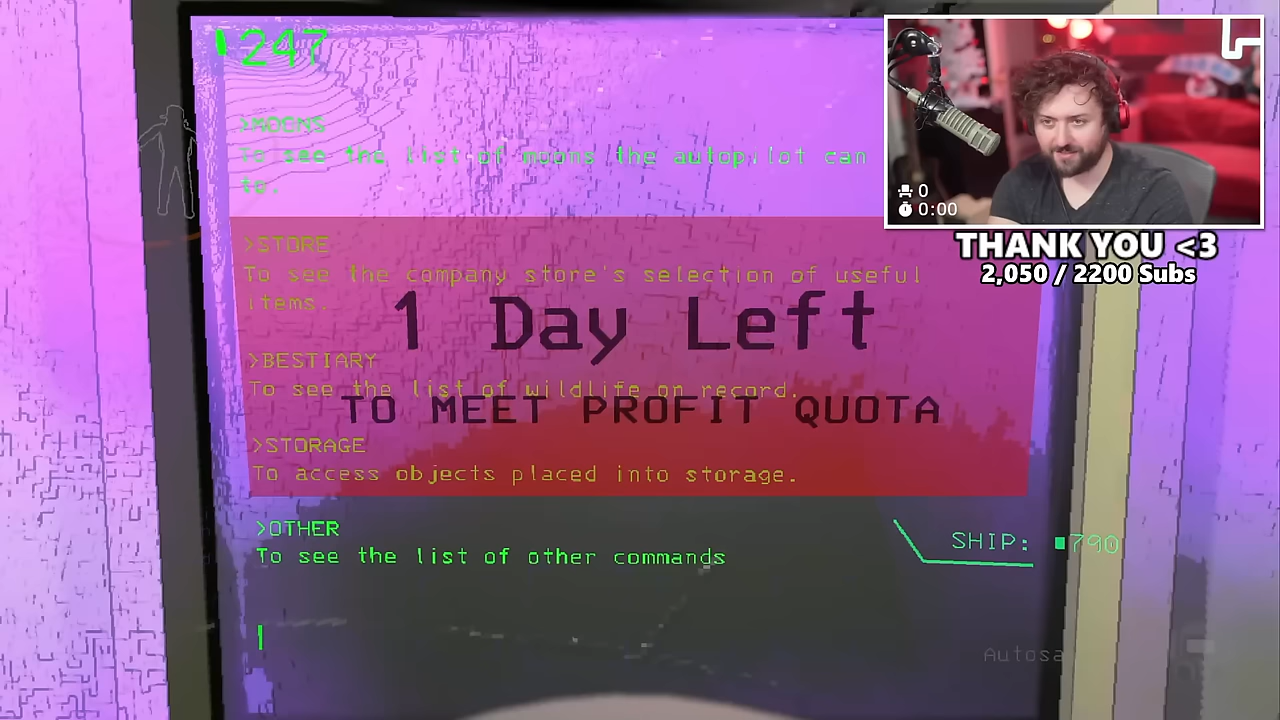 247
>MOONS
To see the list of moons the autopilot can
to.
>STORE
To see the company store's selection of useful
items.
1 Day Left
>BESTIARY
To see the list of wildlife on record.
TO MEET PROFIT QUOTA
>STORAGE
To access objects placed into storage.
>OTHER
To see the list of other commands
SHIP: ■790
Autosa
0
0:00
THANK YOU <3
2,050 / 2200 Subs